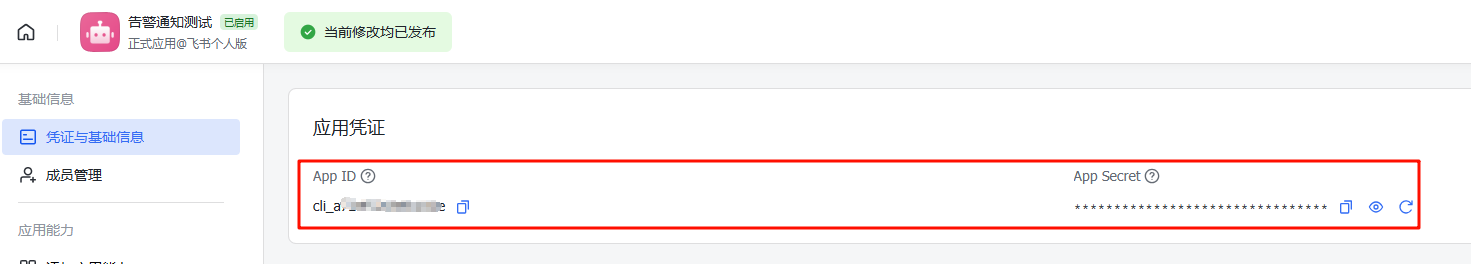 告警通知测试 已启用
正式应用@飞书个人版
当前修改均已发布
基础信息
凭证与基础信息
成员管理
应用能力
应用凭证
App ID
App Secret
cli_a
********************************